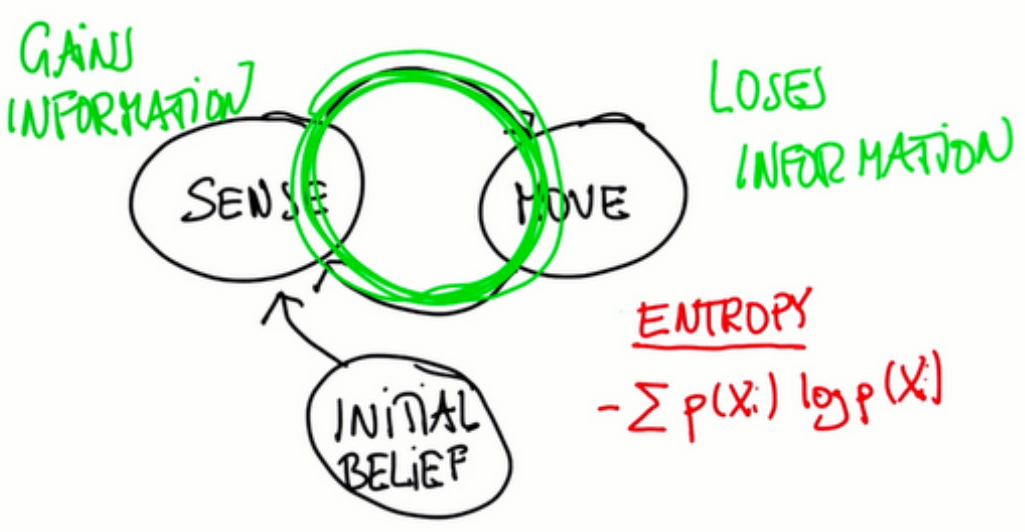 GAINS
INFORMATION
LOSES
INFORMATION
SENSE
MOVE
ENTROPY
-Σ p(Xi) log p(Xi)
INITIAL
BELIEF